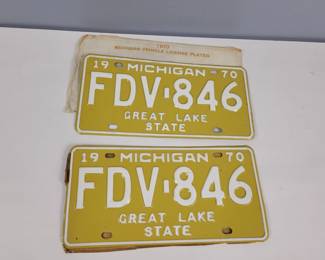 TWO
MICHIGAN VEHICLE LICENSE PLATES
19 MICHIGAN 70
FDV-846
GREAT LAKE
STATE
19 MICHIGAN 70
FDV-846
GREAT LAKE
STATE